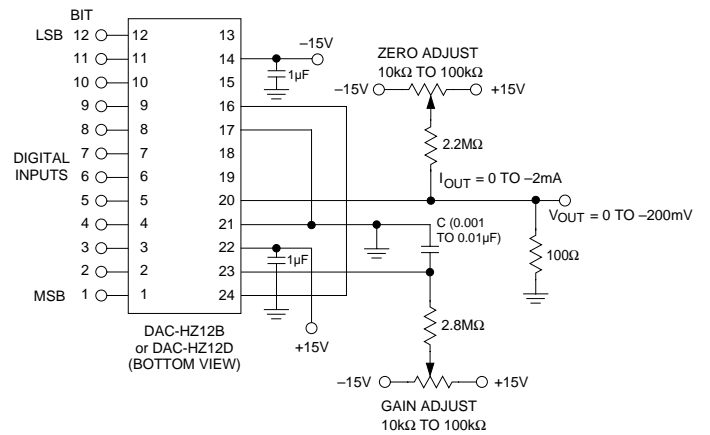 BIT
LSB 12 12 13
11 11 14
10 10 15
9 9 16
8 8 17
7 7 18
DIGITAL
INPUTS
6 6 19
5 5 20
4 4 21
3 3 22
2 2 23
MSB 1 1 24
DAC-HZ12B
or DAC-HZ12D
(BOTTOM VIEW)
–15V
1µF
1µF
+15V
ZERO ADJUST
10kΩ TO 100kΩ
–15V +15V
2.2MΩ
IOUT = 0 TO –2mA
VOUT = 0 TO –200mV
C (0.001
TO 0.01µF)
100Ω
2.8MΩ
–15V +15V
GAIN ADJUST
10kΩ TO 100kΩ